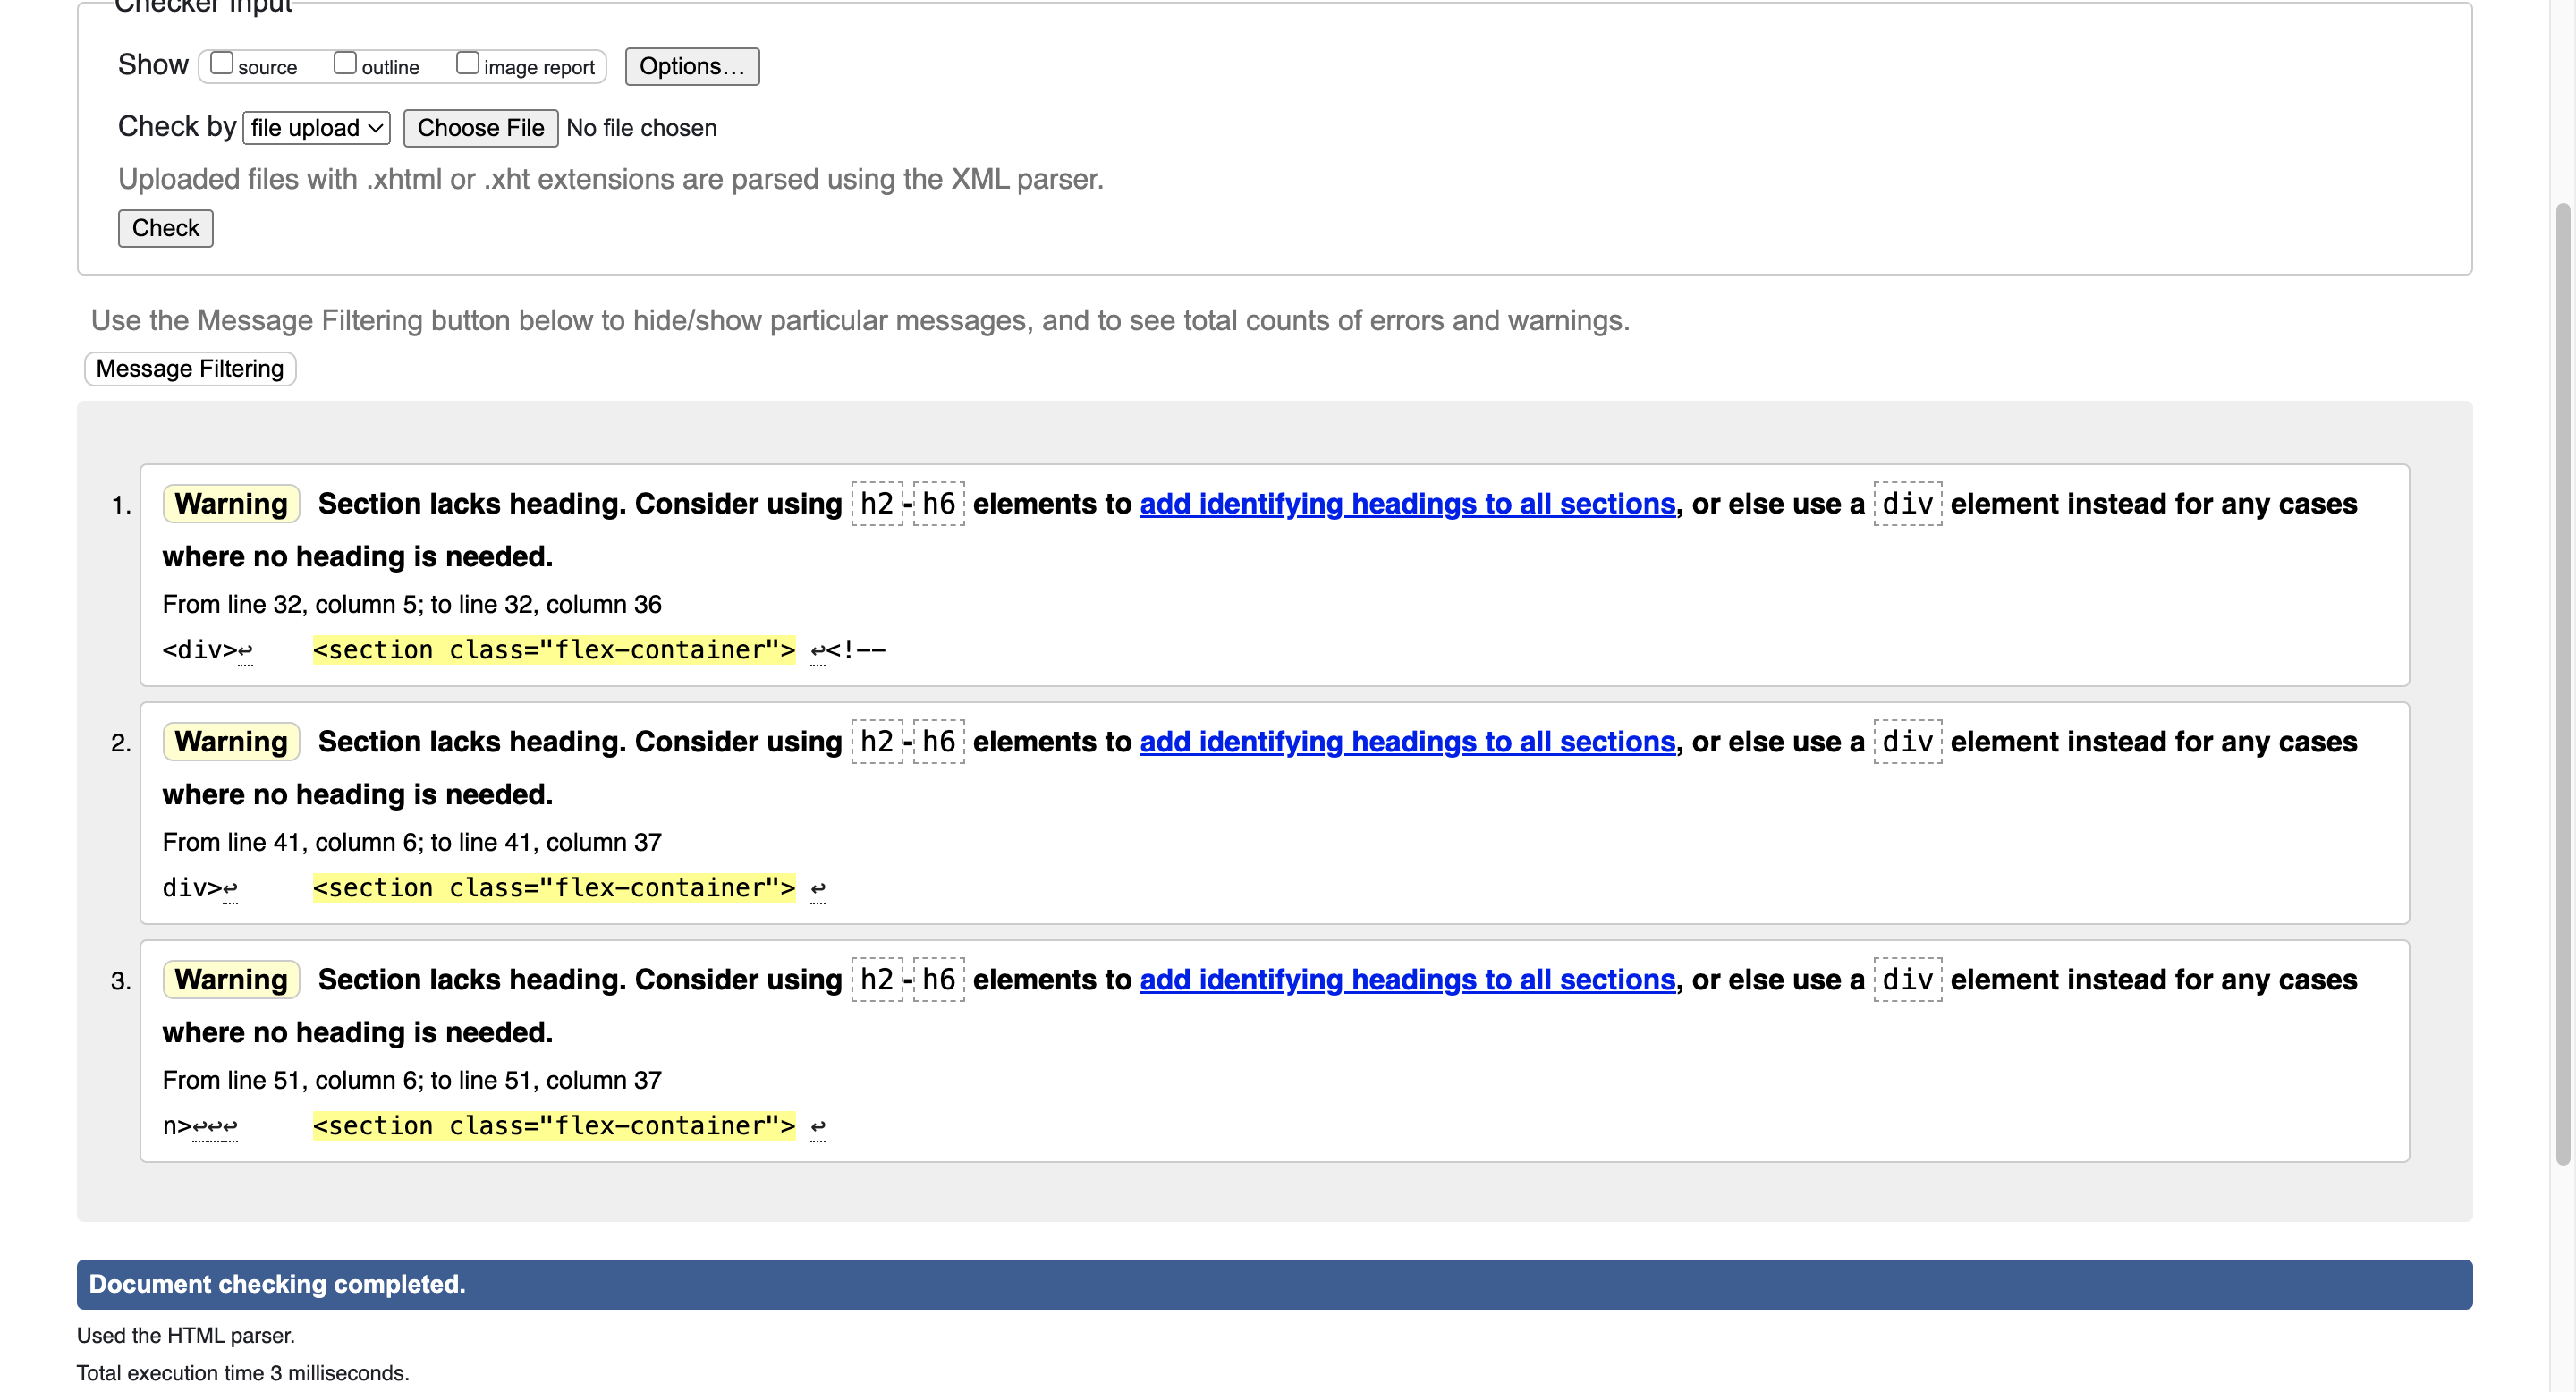 Checker Input
Show source outline image report Options...
Check by file upload Choose File No file chosen
Uploaded files with .xhtml or .xht extensions are parsed using the XML parser.
Check
Use the Message Filtering button below to hide/show particular messages, and to see total counts of errors and warnings.
Message Filtering
1. Warning Section lacks heading. Consider using h2-h6 elements to add identifying headings to all sections, or else use a div element instead for any cases
where no heading is needed.
From line 32, column 5; to line 32, column 36
<div>↩ <section class="flex-container"> ↩<!--
2. Warning Section lacks heading. Consider using h2-h6 elements to add identifying headings to all sections, or else use a div element instead for any cases
where no heading is needed.
From line 41, column 6; to line 41, column 37
div>↩ <section class="flex-container"> ↩
3. Warning Section lacks heading. Consider using h2-h6 elements to add identifying headings to all sections, or else use a div element instead for any cases
where no heading is needed.
From line 51, column 6; to line 51, column 37
n>↩↩↩ <section class="flex-container"> ↩
Document checking completed.
Used the HTML parser.
Total execution time 3 milliseconds.